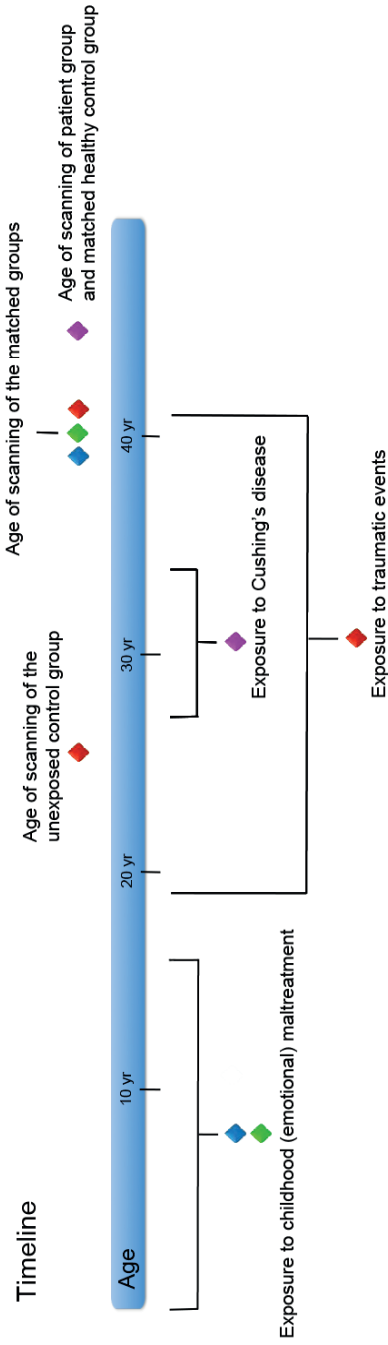 Timeline
Age of scanning of the
unexposed control group
Age of scanning of the matched groups
Age of scanning of patient group
and matched healthy control group
Age
10 yr
20 yr
30 yr
40 yr
Exposure to childhood (emotional) maltreatment
Exposure to Cushing's disease
Exposure to traumatic events